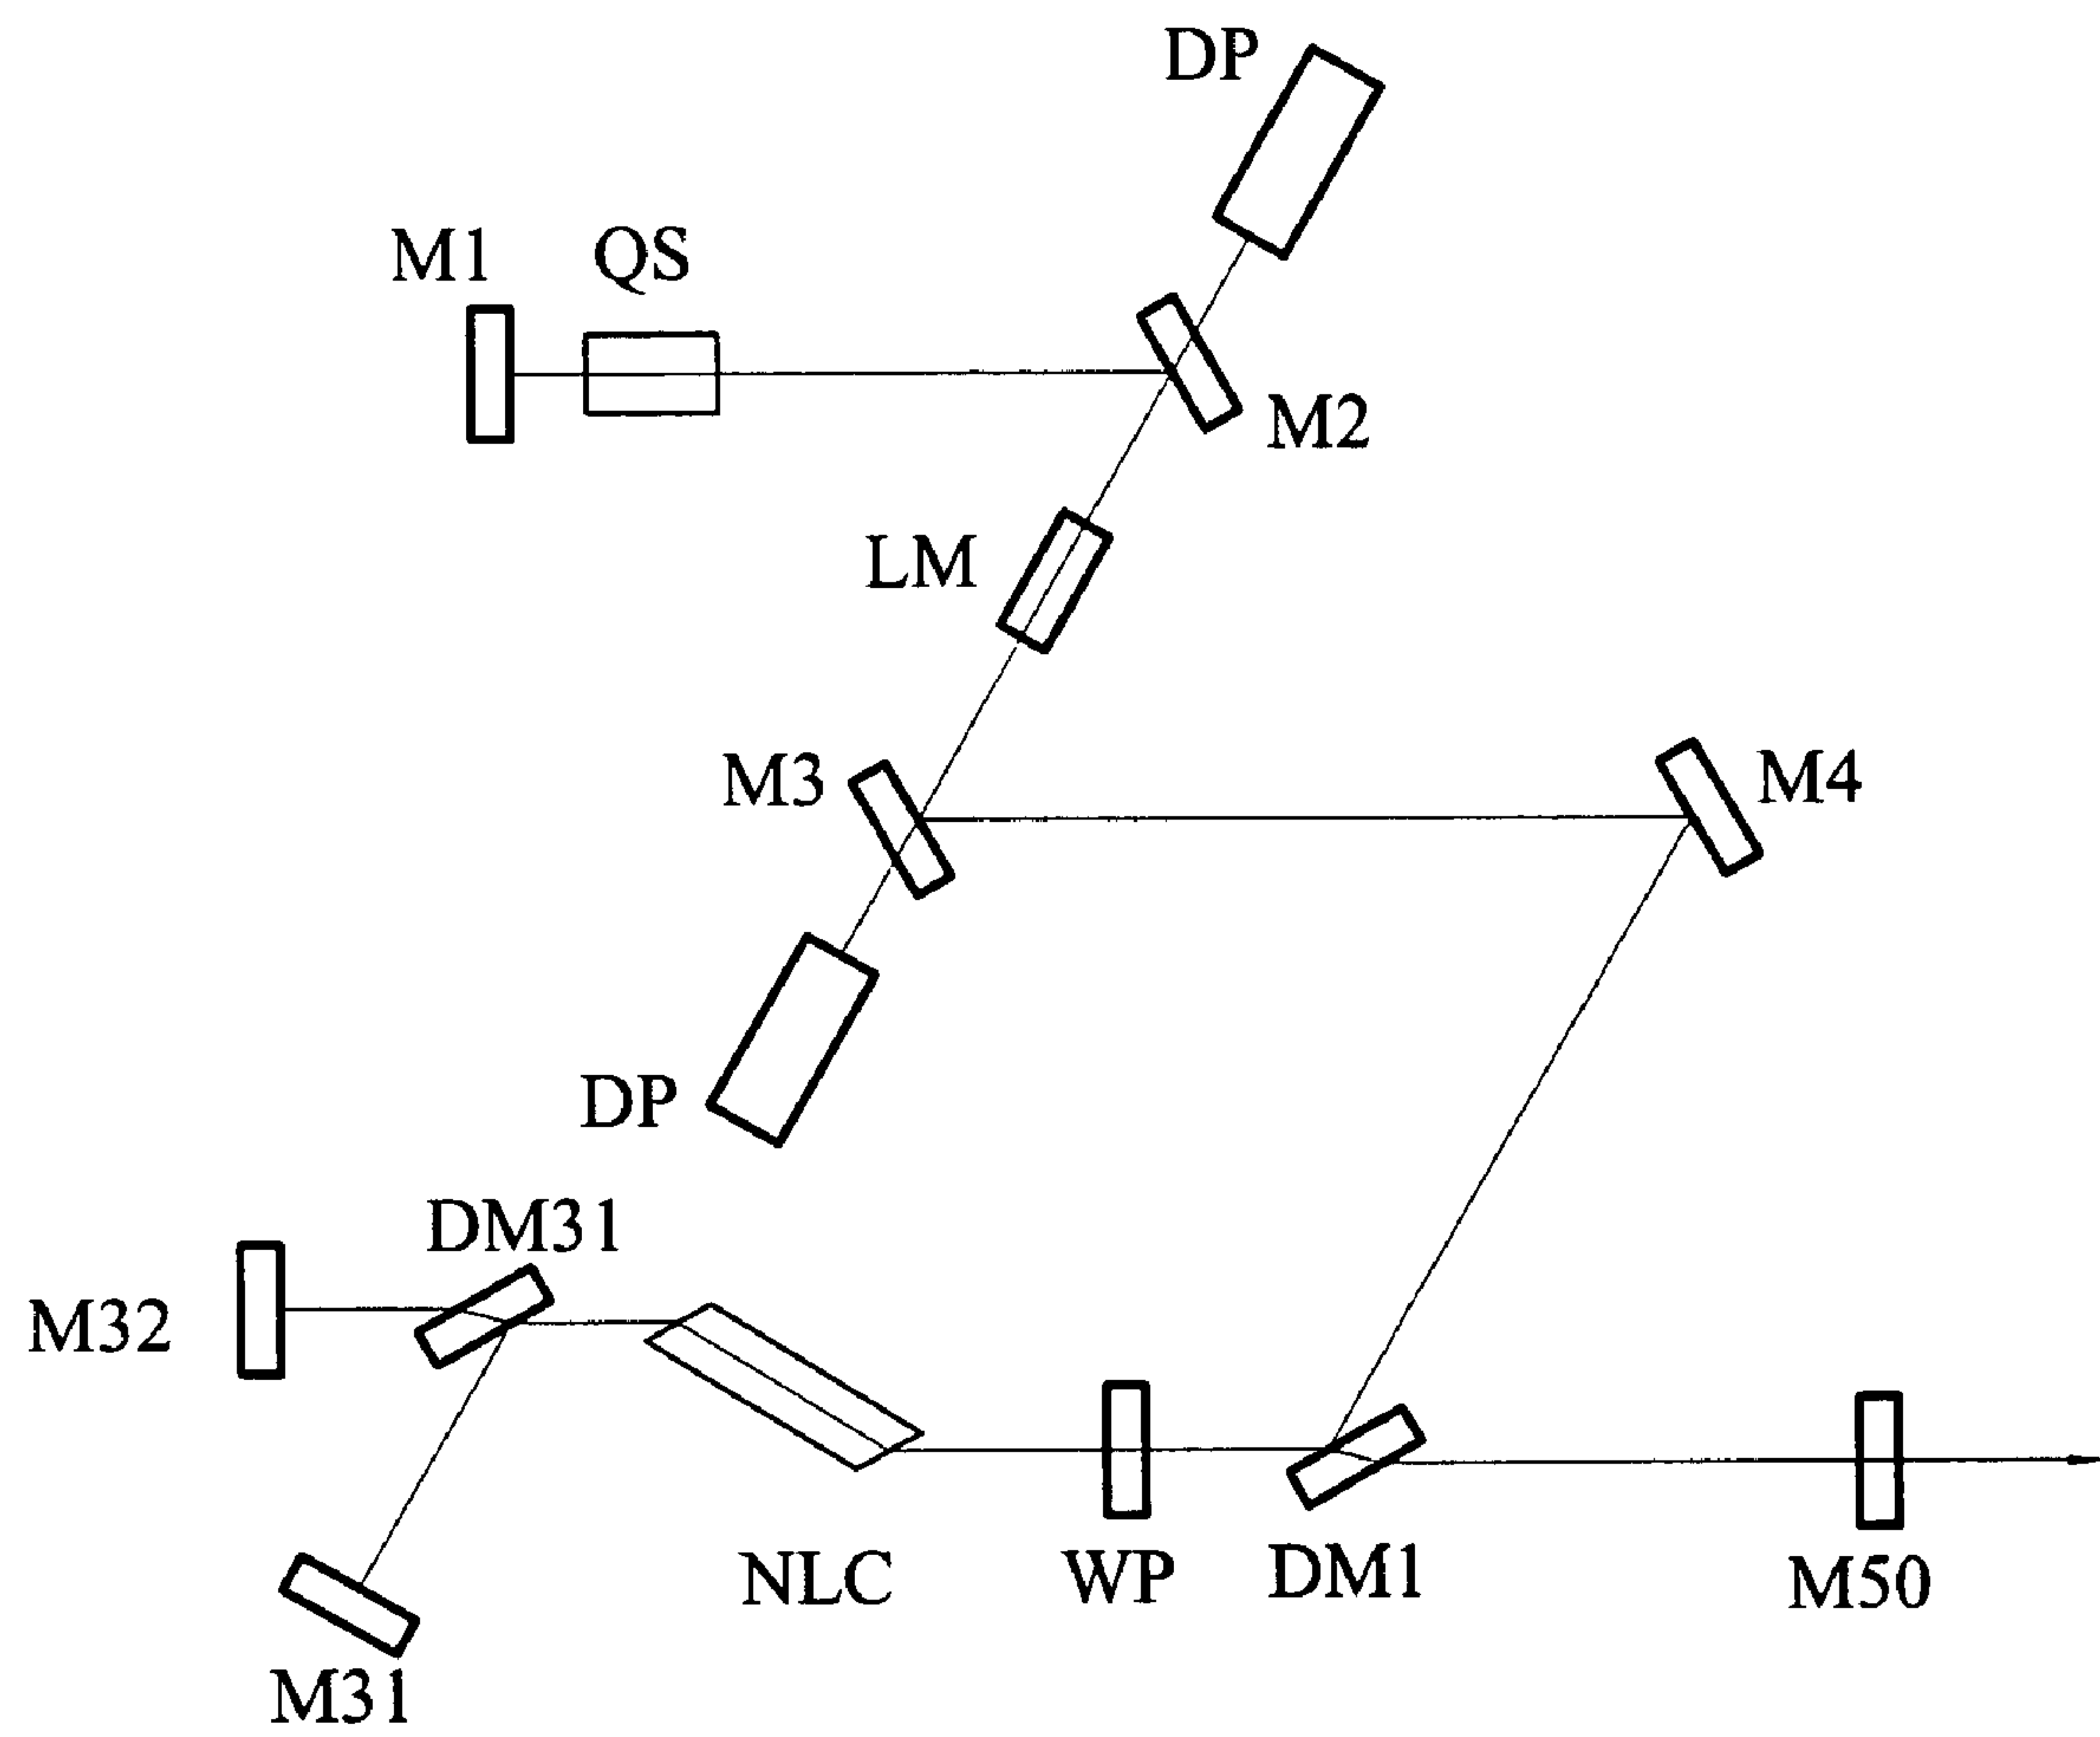 DP
M1 QS
M2
LM
M3 M4
DP
DM31
M32
NLC WP DM1 M50
M31